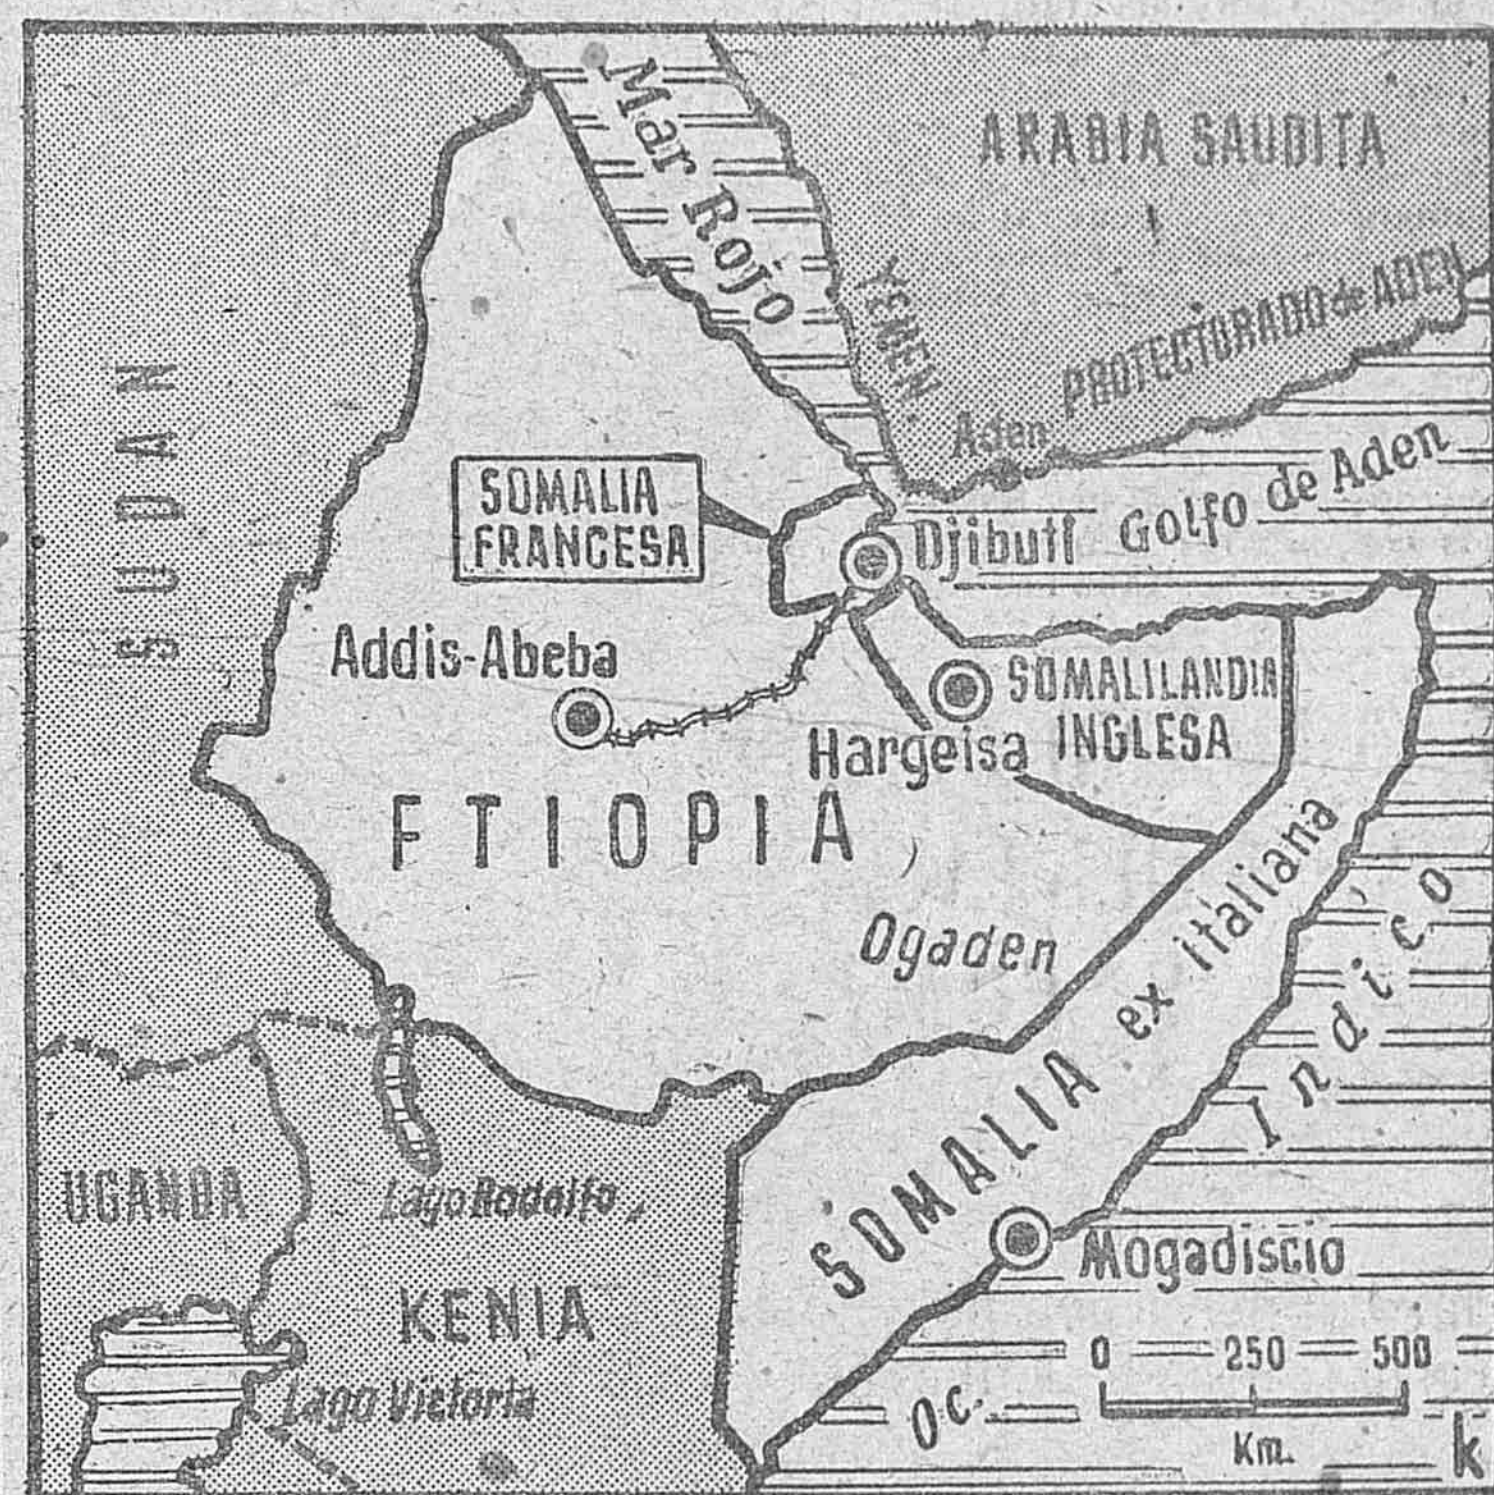 Mar Rojo
ARABIA SAUDITA
YEMEN.
PROTECTORADO de ADEN
Aden
SUDAN
SOMALIA
FRANCESA
Djibuti
Golfo de Aden
Addis-Abeba
SOMALILANDIA
INGLESA
Hargeisa
ETIOPIA
Ogaden
SOMALIA ex italiana
Oc. Indico
UGANDA
Lago Rodolfo
KENIA
Mogadiscio
Lago Victoria
0 250 500
Km.
k